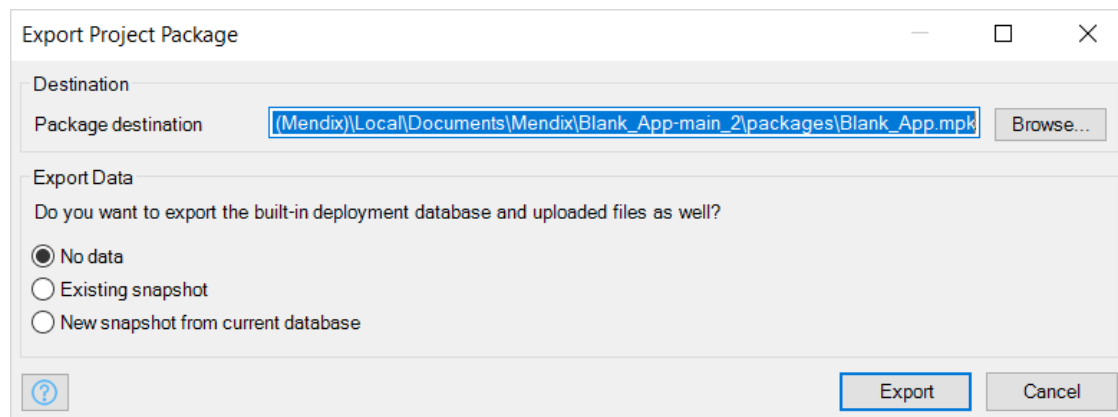 Export Project Package
Destination
Package destination (Mendix)\Local\Documents\Mendix\Blank_App-main_2\packages\Blank_App.mpk Browse...
Export Data
Do you want to export the built-in deployment database and uploaded files as well?
No data
Existing snapshot
New snapshot from current database
? Export Cancel